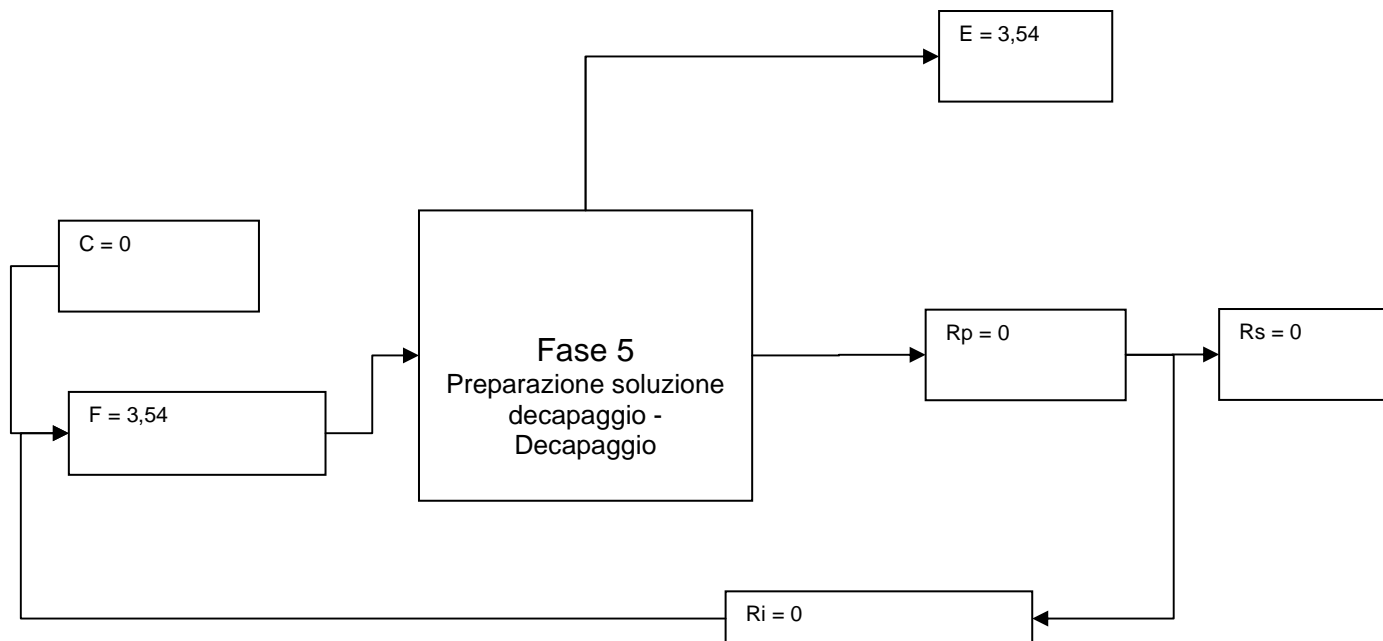 E = 3,54
C = 0
Fase 5
Preparazione soluzione
decapaggio -
Decapaggio
Rp = 0
Rs = 0
F = 3,54
Ri = 0